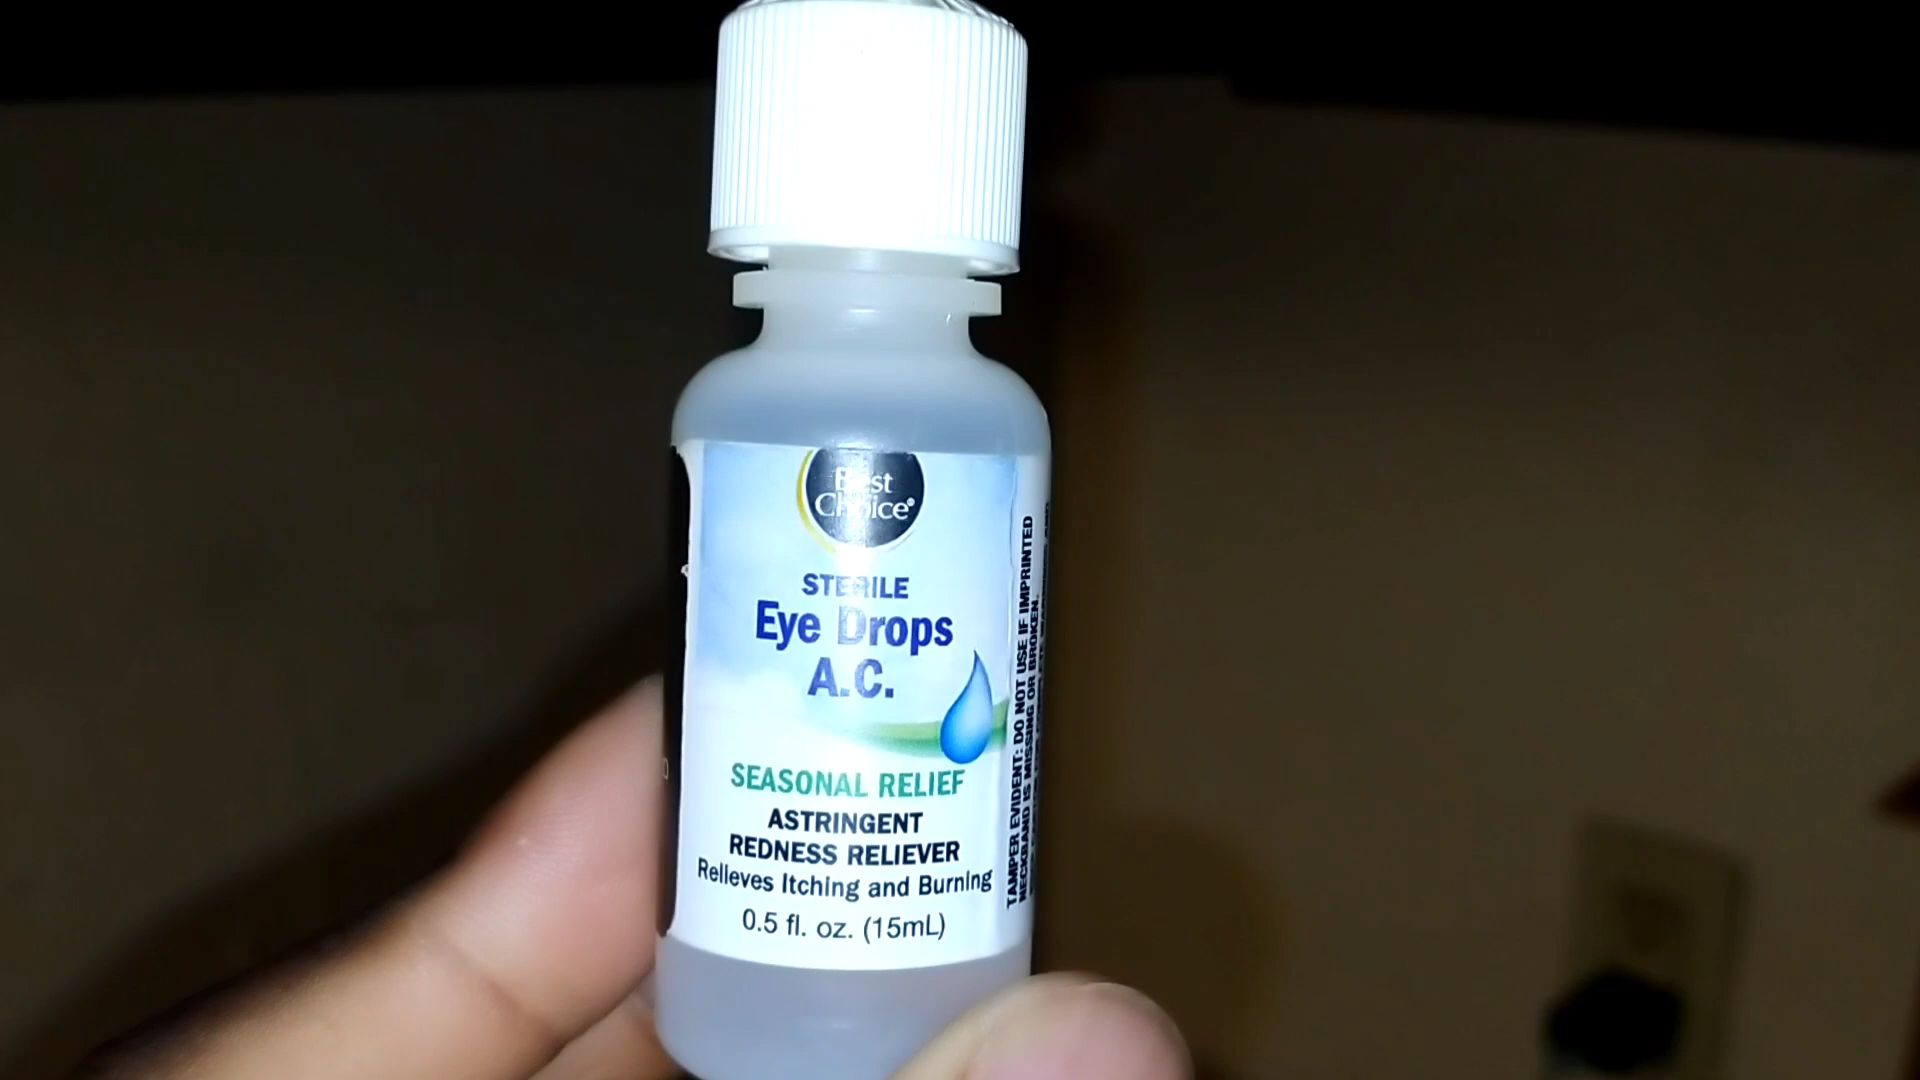 Best
Choice®
STERILE
Eye Drops
A.C.
SEASONAL RELIEF
ASTRINGENT
REDNESS RELIEVER
Relieves Itching and Burning
0.5 fl. oz. (15mL)
TAMPER EVIDENT: DO NOT USE IF IMPRINTED
NECKBAND IS MISSING OR BROKEN.